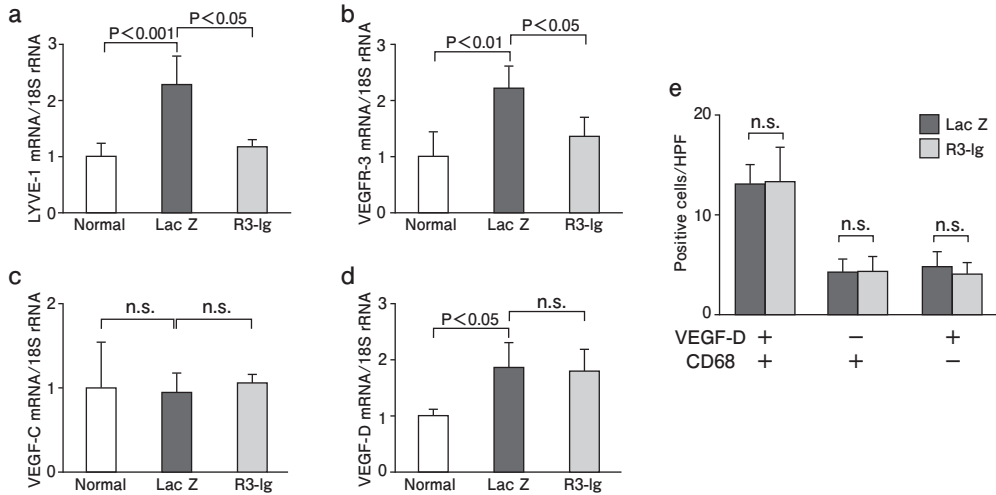 a
LYVE-1 mRNA/18S rRNA
3
2
1
0
P<0.001
P<0.05
Normal
Lac Z
R3-Ig
b
VEGFR-3 mRNA/18S rRNA
3
2
1
0
P<0.01
P<0.05
Normal
Lac Z
R3-Ig
c
VEGF-C mRNA/18S rRNA
2
1
0
n.s.
n.s.
Normal
Lac Z
R3-Ig
d
VEGF-D mRNA/18S rRNA
3
2
1
0
P<0.05
n.s.
Normal
Lac Z
R3-Ig
e
Positive cells/HPF
20
10
0
n.s.
n.s.
n.s.
Lac Z
R3-Ig
VEGF-D + − +
CD68 + + −